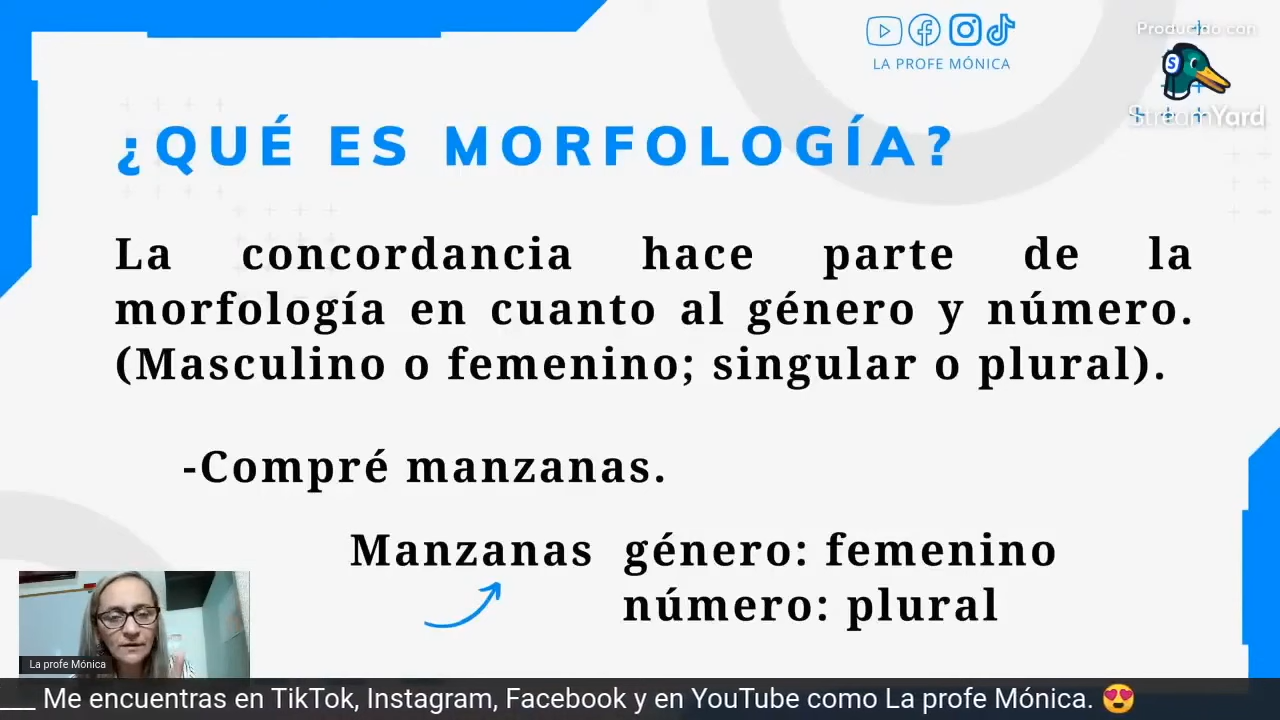 Producido con
StreamYard
LA PROFE MÓNICA
¿QUÉ ES MORFOLOGÍA?
La concordancia hace parte de la
morfología en cuanto al género y número.
(Masculino o femenino; singular o plural).
-Compré manzanas.
Manzanas género: femenino
número: plural
La profe Mónica
___ Me encuentras en TikTok, Instagram, Facebook y en YouTube como La profe Mónica. 😍